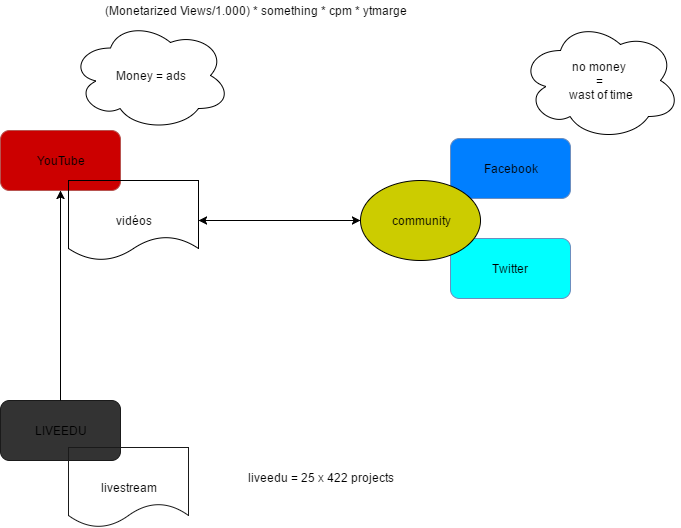 (Monetarized Views/1.000) * something * cpm * ytmarge
Money = ads
no money
=
wast of time
YouTube
Facebook
vidéos
community
Twitter
LIVEEDU
livestream
liveedu = 25 x 422 projects